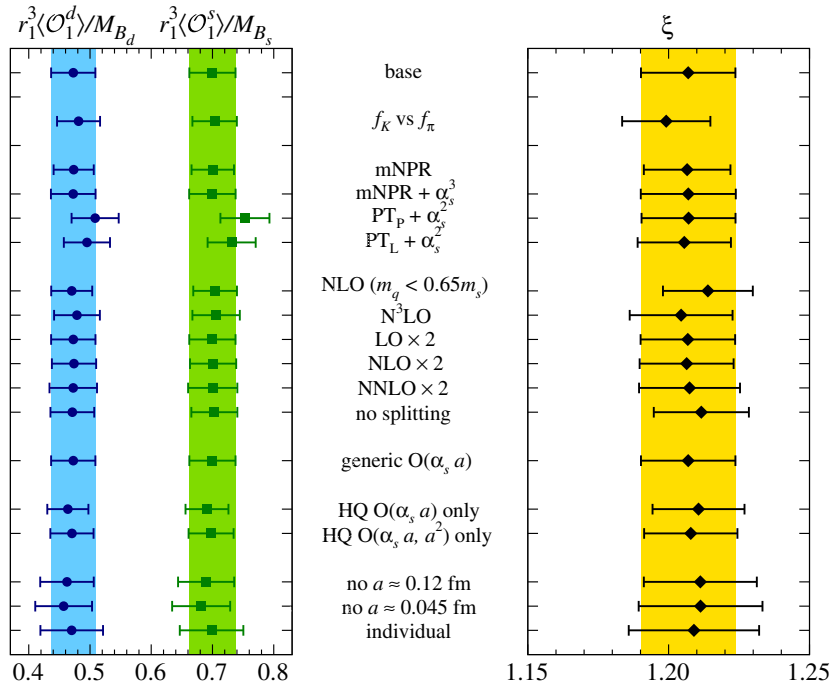 r₁³⟨𝒪₁ᵈ⟩/M_{B_d} r₁³⟨𝒪₁ˢ⟩/M_{B_s} ξ
base
f_K vs f_π
mNPR
mNPR + α_s³
PT_P + α_s²
PT_L + α_s²
NLO (m_q < 0.65m_s)
N³LO
LO × 2
NLO × 2
NNLO × 2
no splitting
generic O(α_s a)
HQ O(α_s a) only
HQ O(α_s a, a²) only
no a ≈ 0.12 fm
no a ≈ 0.045 fm
individual
0.4 0.5 0.6 0.7 0.8 1.15 1.20 1.25